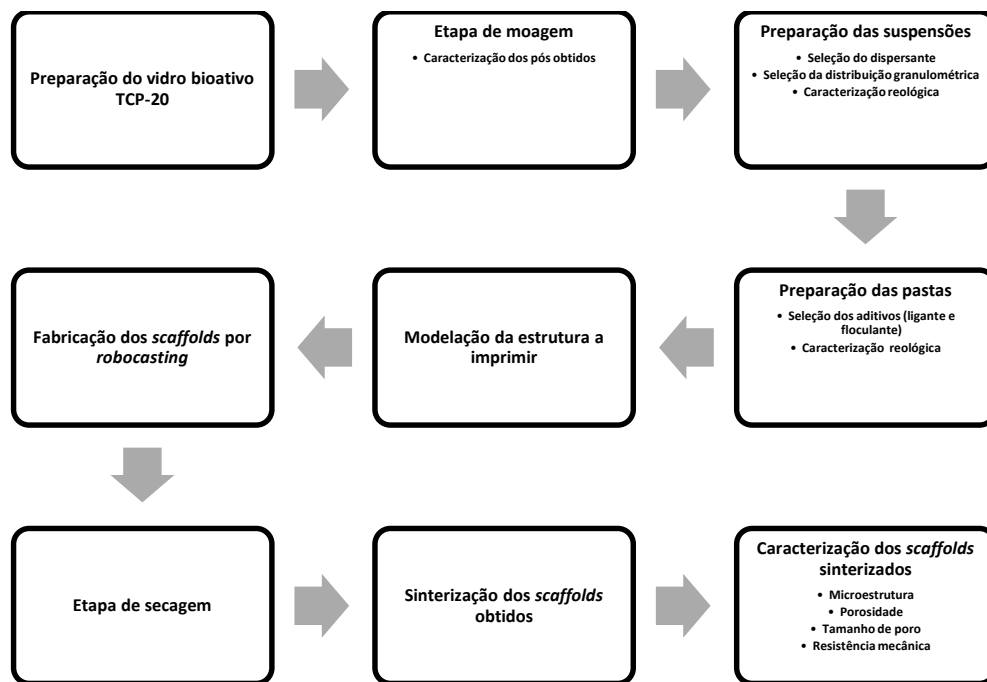 Preparação do vidro bioativo
TCP-20
Etapa de moagem
• Caracterização dos pós obtidos
Preparação das suspensões
• Seleção do dispersante
• Seleção da distribuição granulométrica
• Caracterização reológica
Preparação das pastas
• Seleção dos aditivos (ligante e
floculante)
• Caracterização reológica
Modelação da estrutura a
imprimir
Fabricação dos scaffolds por
robocasting
Etapa de secagem
Sinterização dos scaffolds
obtidos
Caracterização dos scaffolds
sinterizados
• Microestrutura
• Porosidade
• Tamanho de poro
• Resistência mecânica